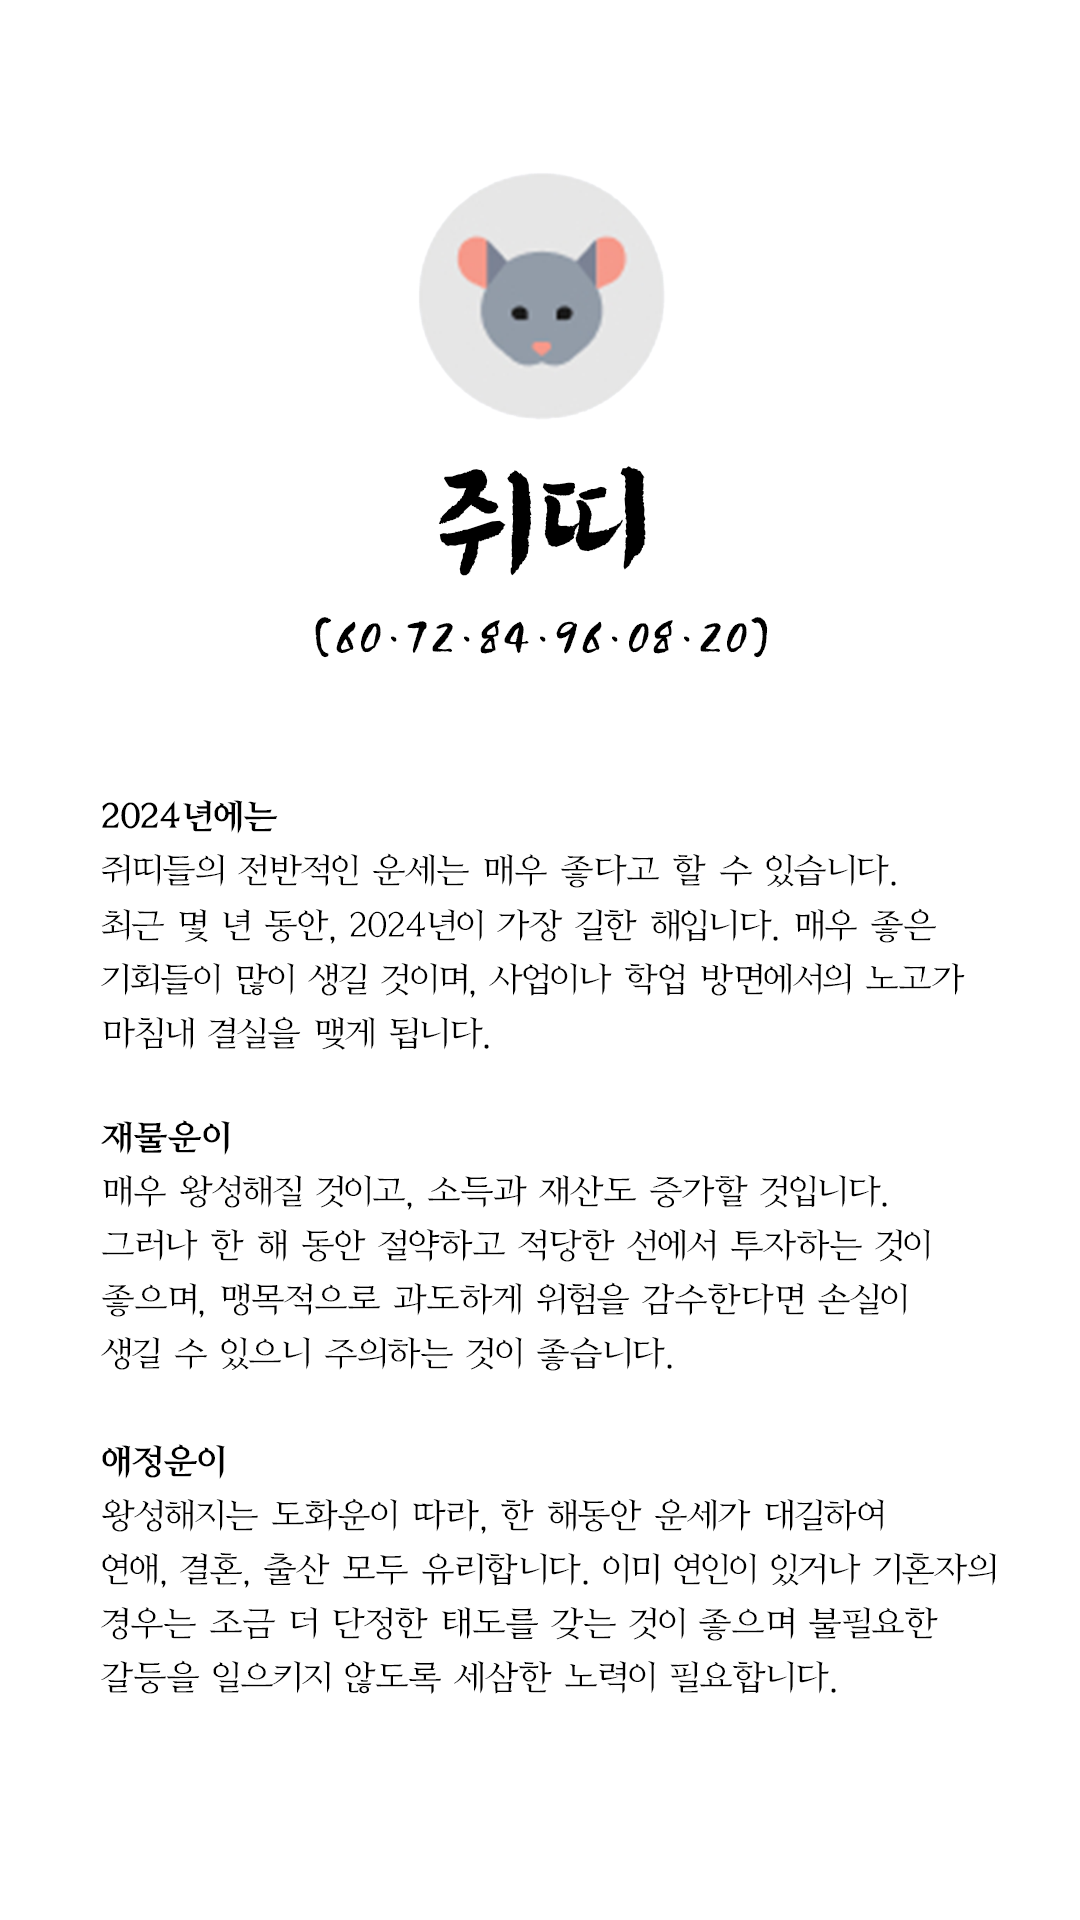 쥐띠
(60·72·84·96·08·20)
2024년에는
쥐띠들의 전반적인 운세는 매우 좋다고 할 수 있습니다.
최근 몇 년 동안, 2024년이 가장 길한 해입니다. 매우 좋은
기회들이 많이 생길 것이며, 사업이나 학업 방면에서의 노고가
마침내 결실을 맺게 됩니다.
재물운이
매우 왕성해질 것이고, 소득과 재산도 증가할 것입니다.
그러나 한 해 동안 절약하고 적당한 선에서 투자하는 것이
좋으며, 맹목적으로 과도하게 위험을 감수한다면 손실이
생길 수 있으니 주의하는 것이 좋습니다.
애정운이
왕성해지는 도화운이 따라, 한 해동안 운세가 대길하여
연애, 결혼, 출산 모두 유리합니다. 이미 연인이 있거나 기혼자의
경우는 조금 더 단정한 태도를 갖는 것이 좋으며 불필요한
갈등을 일으키지 않도록 세삼한 노력이 필요합니다.